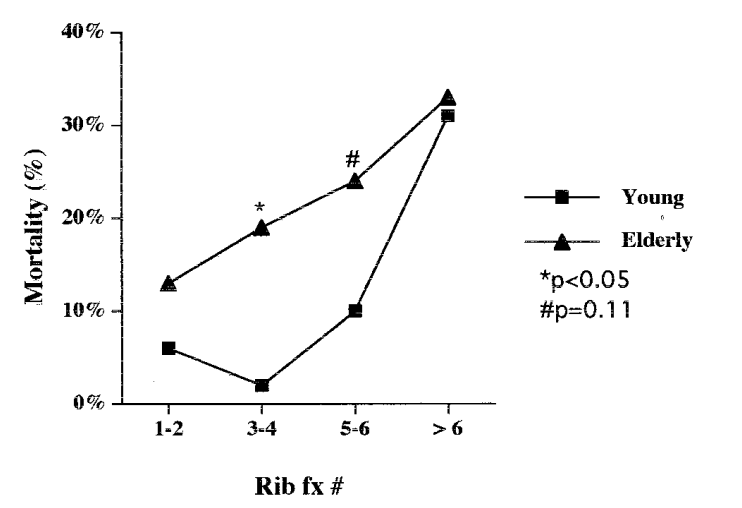 40%
30%
20%
10%
0%
Mortality (%)
*
#
1-2
3-4
5-6
> 6
Rib fx #
Young
Elderly
*p<0.05
#p=0.11